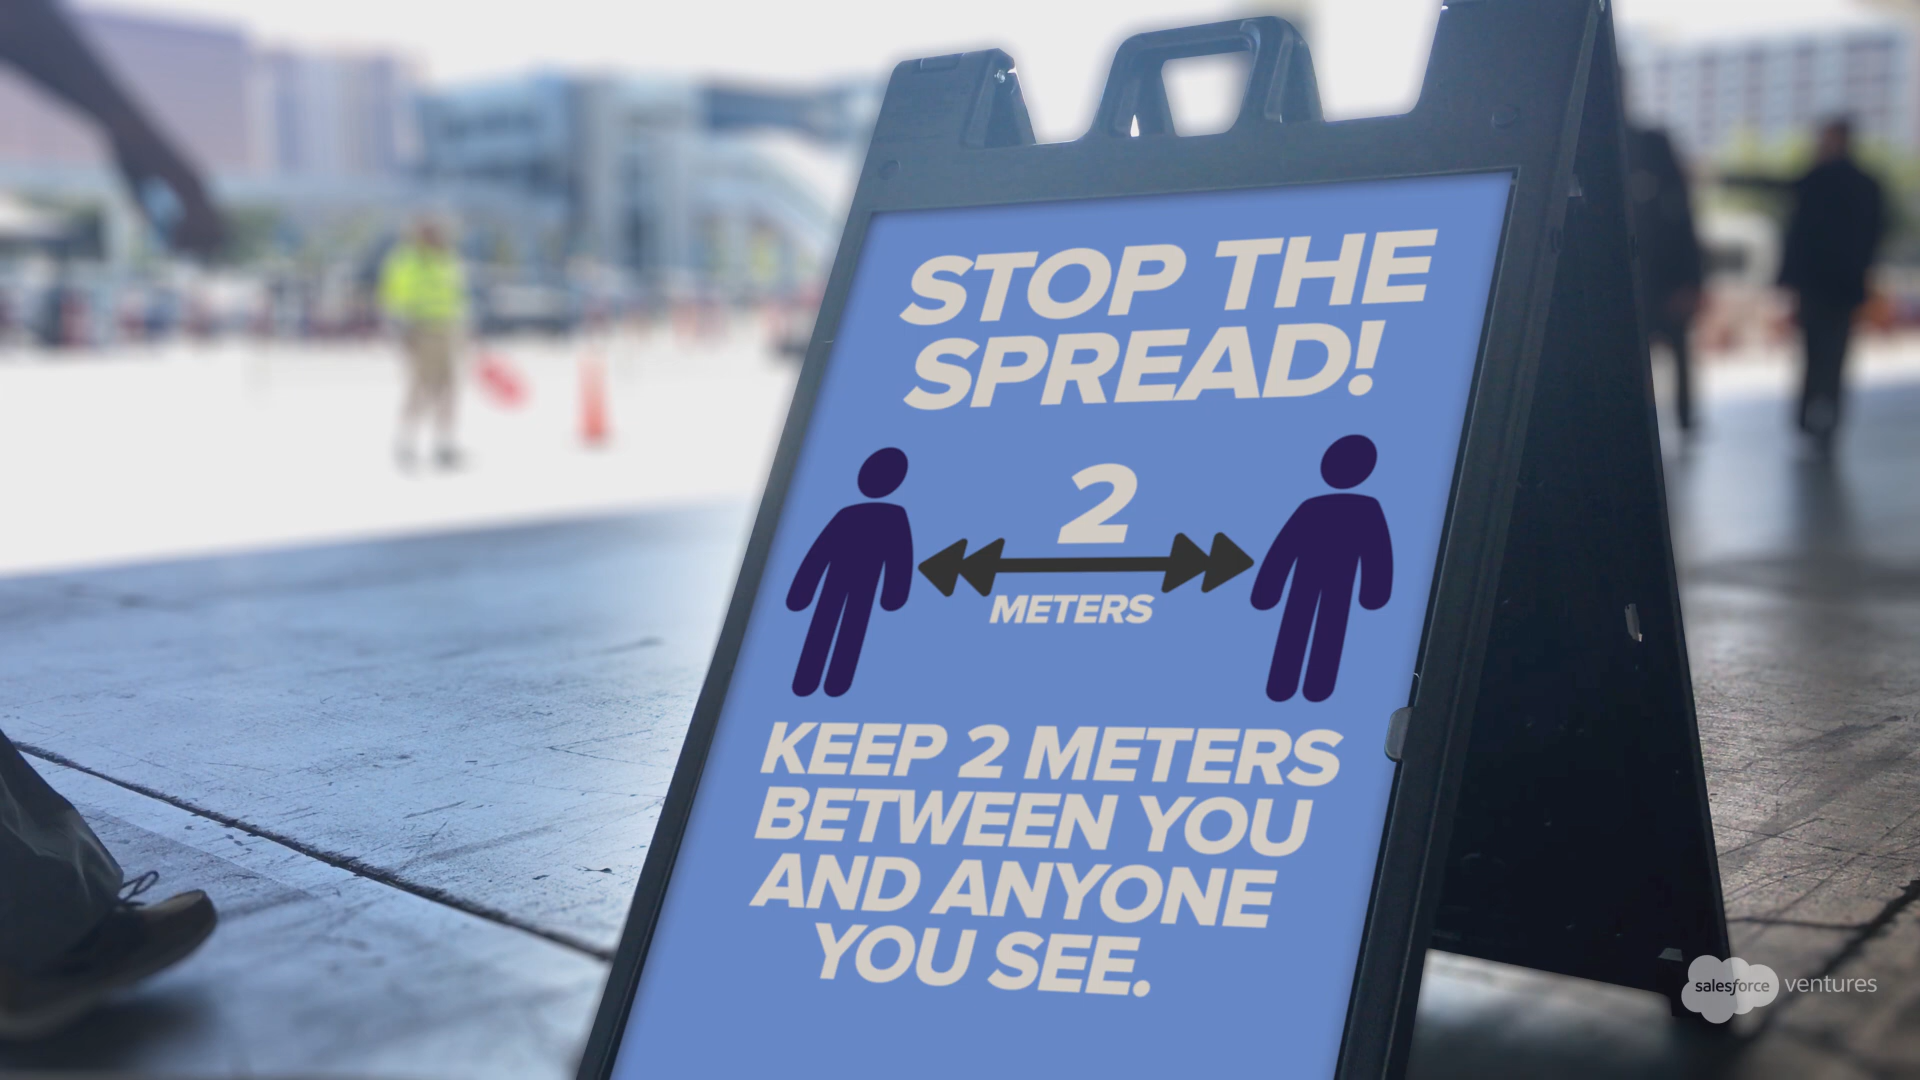 STOP THE
SPREAD!
2
METERS
KEEP 2 METERS
BETWEEN YOU
AND ANYONE
YOU SEE.
salesforce ventures